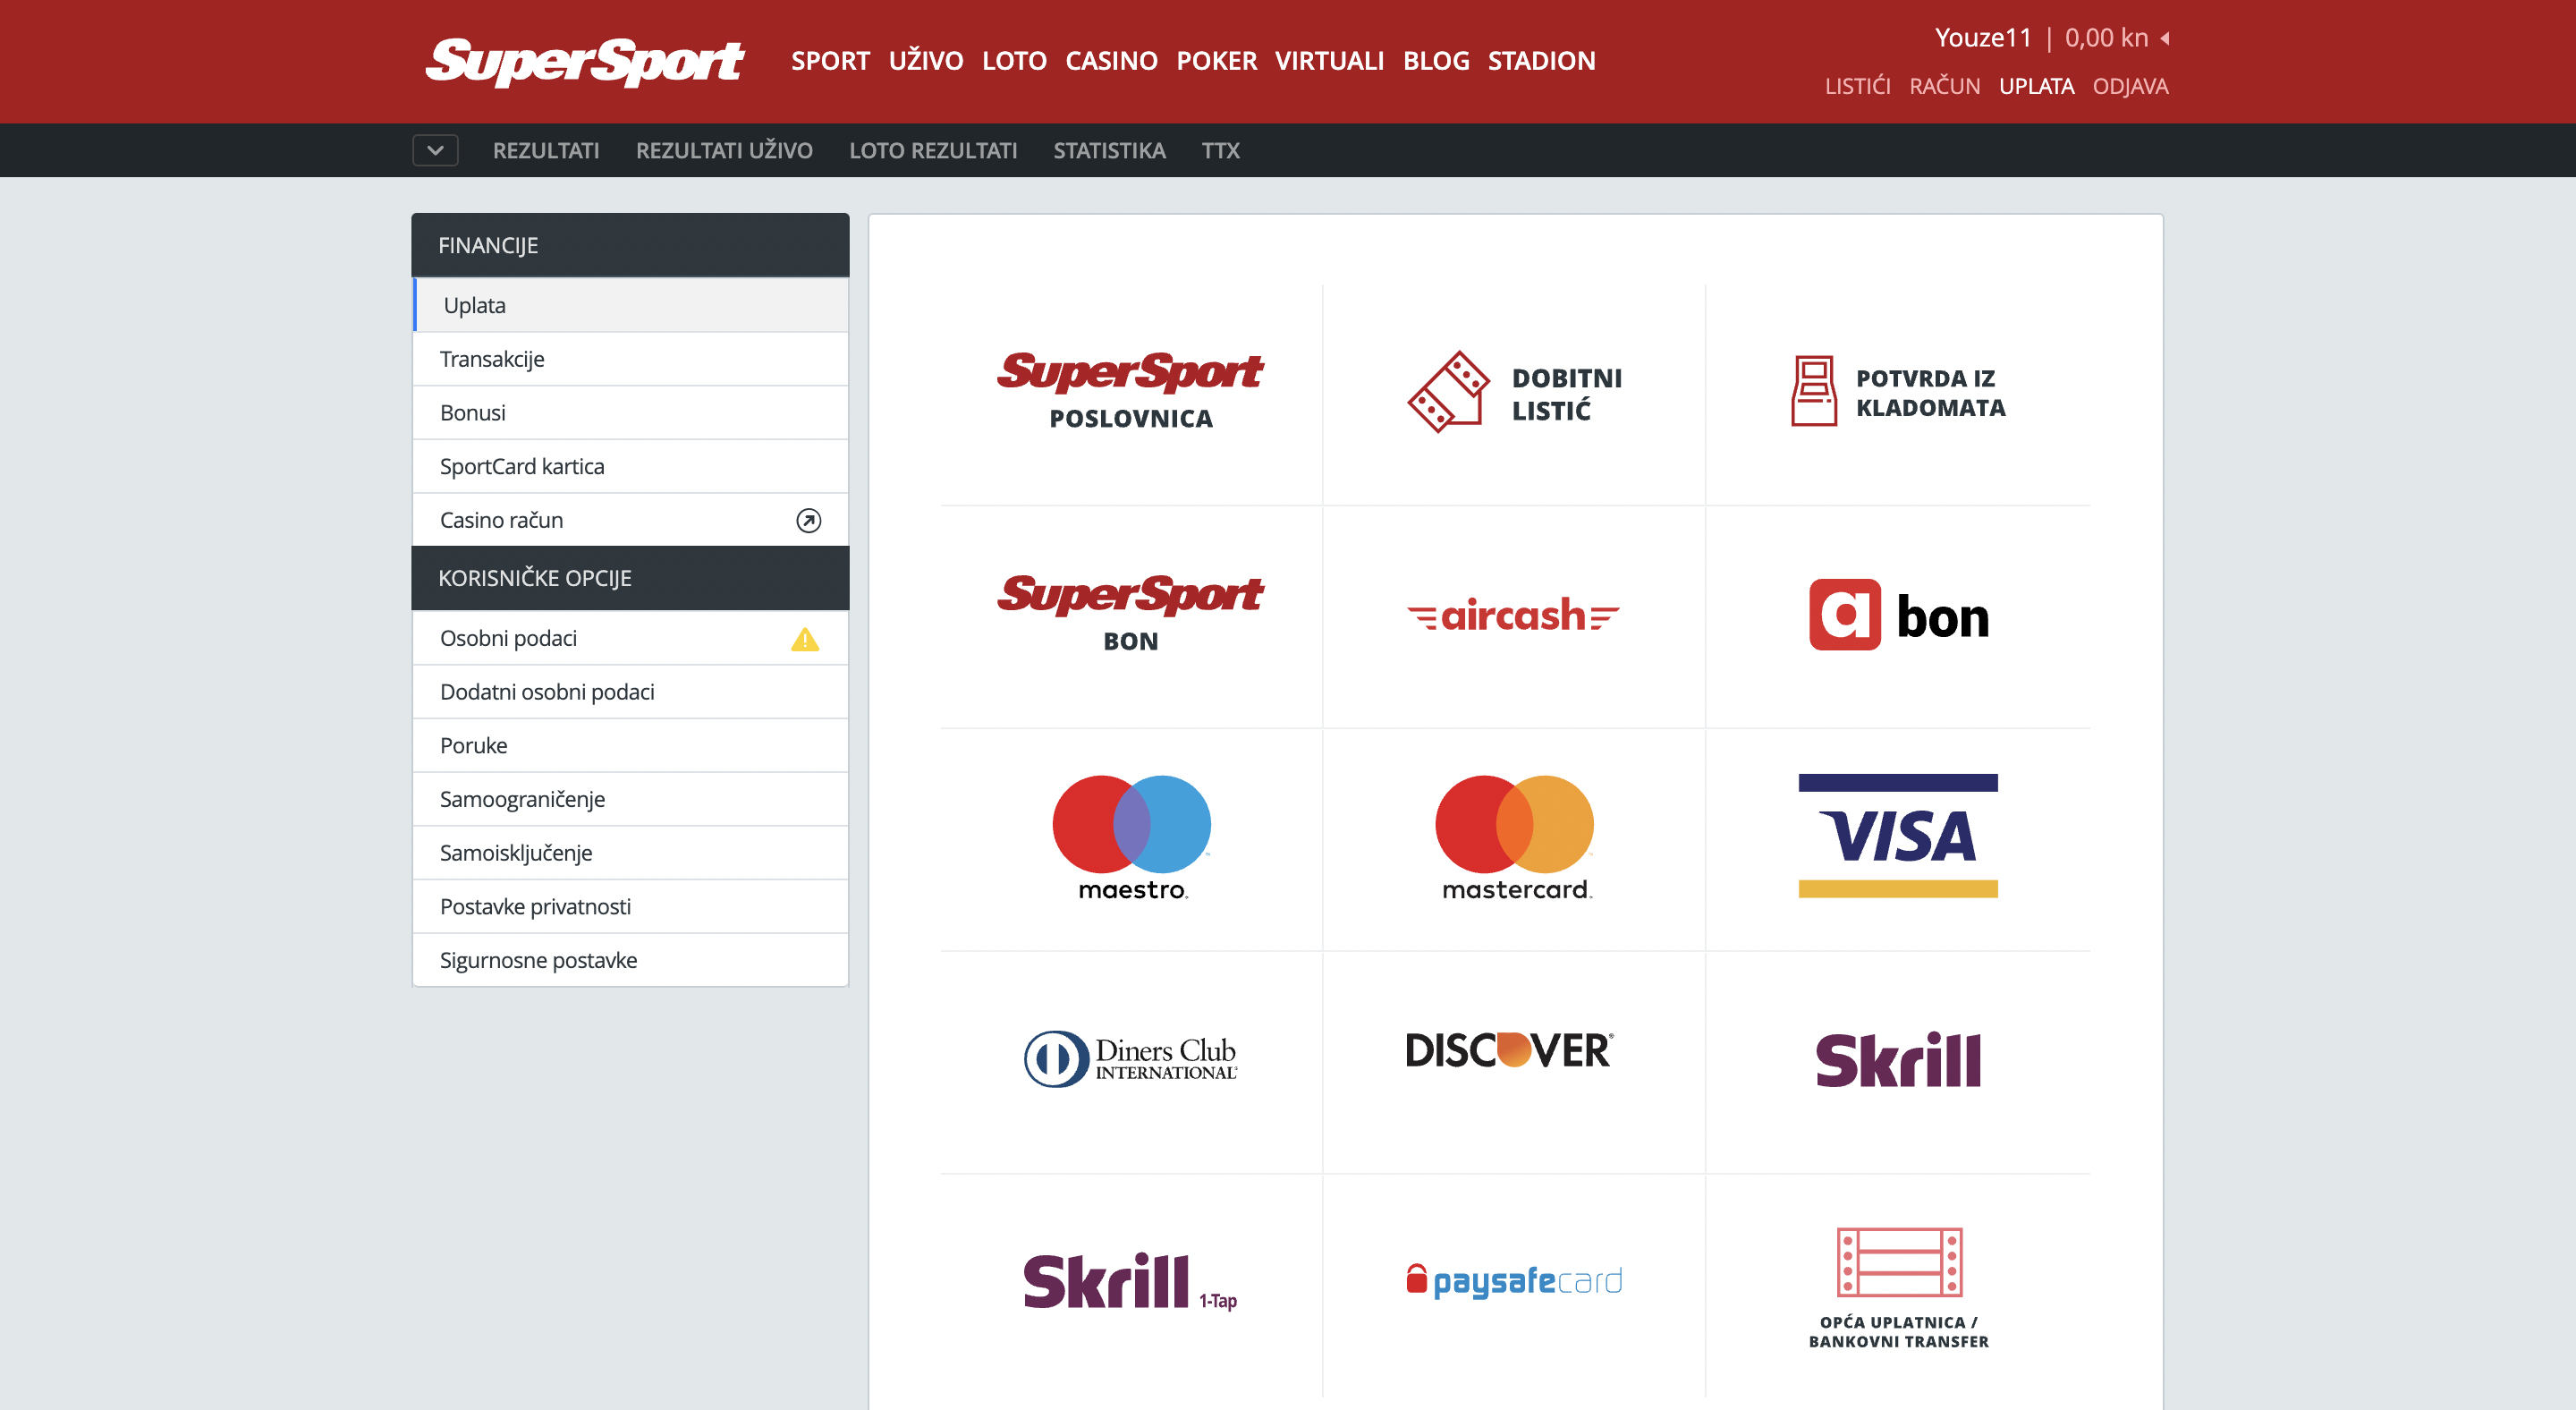 SuperSport
SPORT UŽIVO LOTO CASINO POKER VIRTUALI BLOG STADION
Youze11 | 0,00 kn
LISTIĆI RAČUN UPLATA ODJAVA
REZULTATI REZULTATI UŽIVO LOTO REZULTATI STATISTIKA TTX
FINANCIJE
Uplata
Transakcije
Bonusi
SportCard kartica
Casino račun
KORISNIČKE OPCIJE
Osobni podaci
Dodatni osobni podaci
Poruke
Samoograničenje
Samoisključenje
Postavke privatnosti
Sigurnosne postavke
SuperSport
POSLOVNICA
DOBITNI
LISTIĆ
POTVRDA IZ
KLADOMATA
SuperSport
BON
aircash
a bon
maestro
mastercard
VISA
Diners Club
INTERNATIONAL
DISCOVER
Skrill
Skrill 1-Tap
paysafecard
OPĆA UPLATNICA /
BANKOVNI TRANSFER